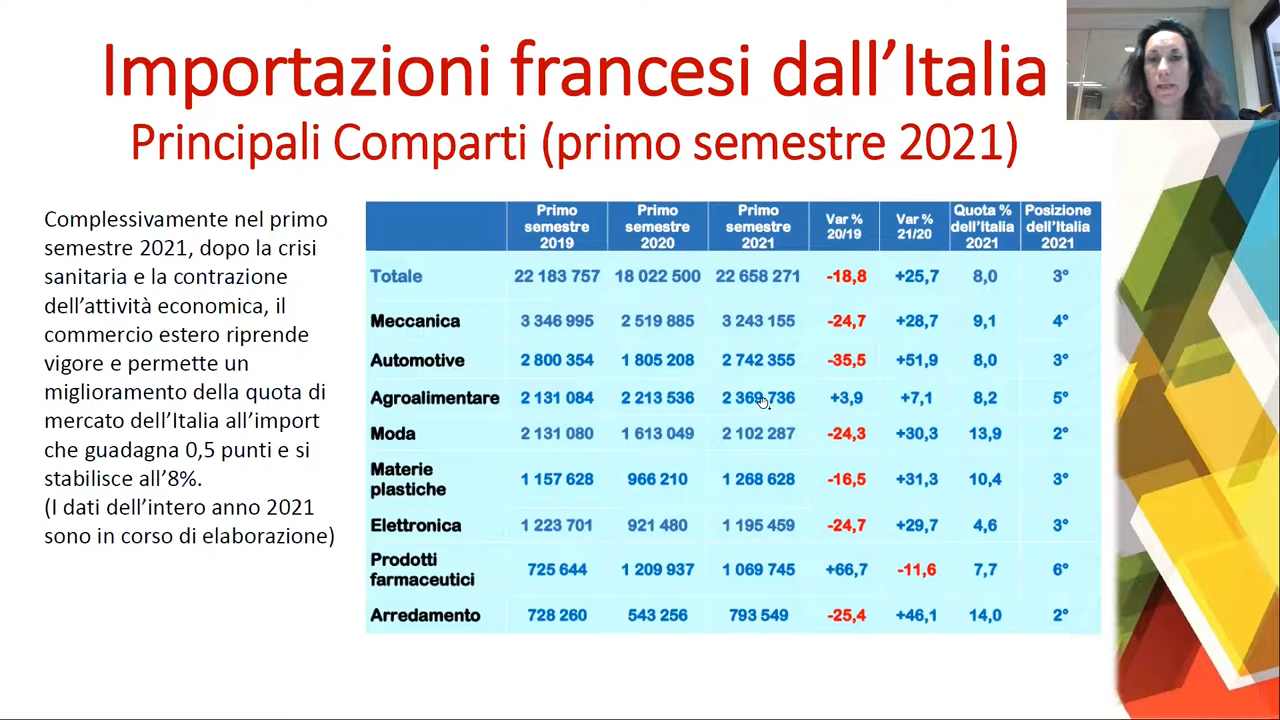 Importazioni francesi dall’Italia
Principali Comparti (primo semestre 2021)
Complessivamente nel primo
semestre 2021, dopo la crisi
sanitaria e la contrazione
dell’attività economica, il
commercio estero riprende
vigore e permette un
miglioramento della quota di
mercato dell’Italia all’import
che guadagna 0,5 punti e si
stabilisce all’8%.
(I dati dell’intero anno 2021
sono in corso di elaborazione)
Primo semestre 2019 Primo semestre 2020 Primo semestre 2021 Var % 20/19 Var % 21/20 Quota % dell’Italia 2021 Posizione dell’Italia 2021
Totale 22 183 757 18 022 500 22 658 271 -18,8 +25,7 8,0 3°
Meccanica 3 346 995 2 519 885 3 243 155 -24,7 +28,7 9,1 4°
Automotive 2 800 354 1 805 208 2 742 355 -35,5 +51,9 8,0 3°
Agroalimentare 2 131 084 2 213 536 2 369 736 +3,9 +7,1 8,2 5°
Moda 2 131 080 1 613 049 2 102 287 -24,3 +30,3 13,9 2°
Materie plastiche 1 157 628 966 210 1 268 628 -16,5 +31,3 10,4 3°
Elettronica 1 223 701 921 480 1 195 459 -24,7 +29,7 4,6 3°
Prodotti farmaceutici 725 644 1 209 937 1 069 745 +66,7 -11,6 7,7 6°
Arredamento 728 260 543 256 793 549 -25,4 +46,1 14,0 2°